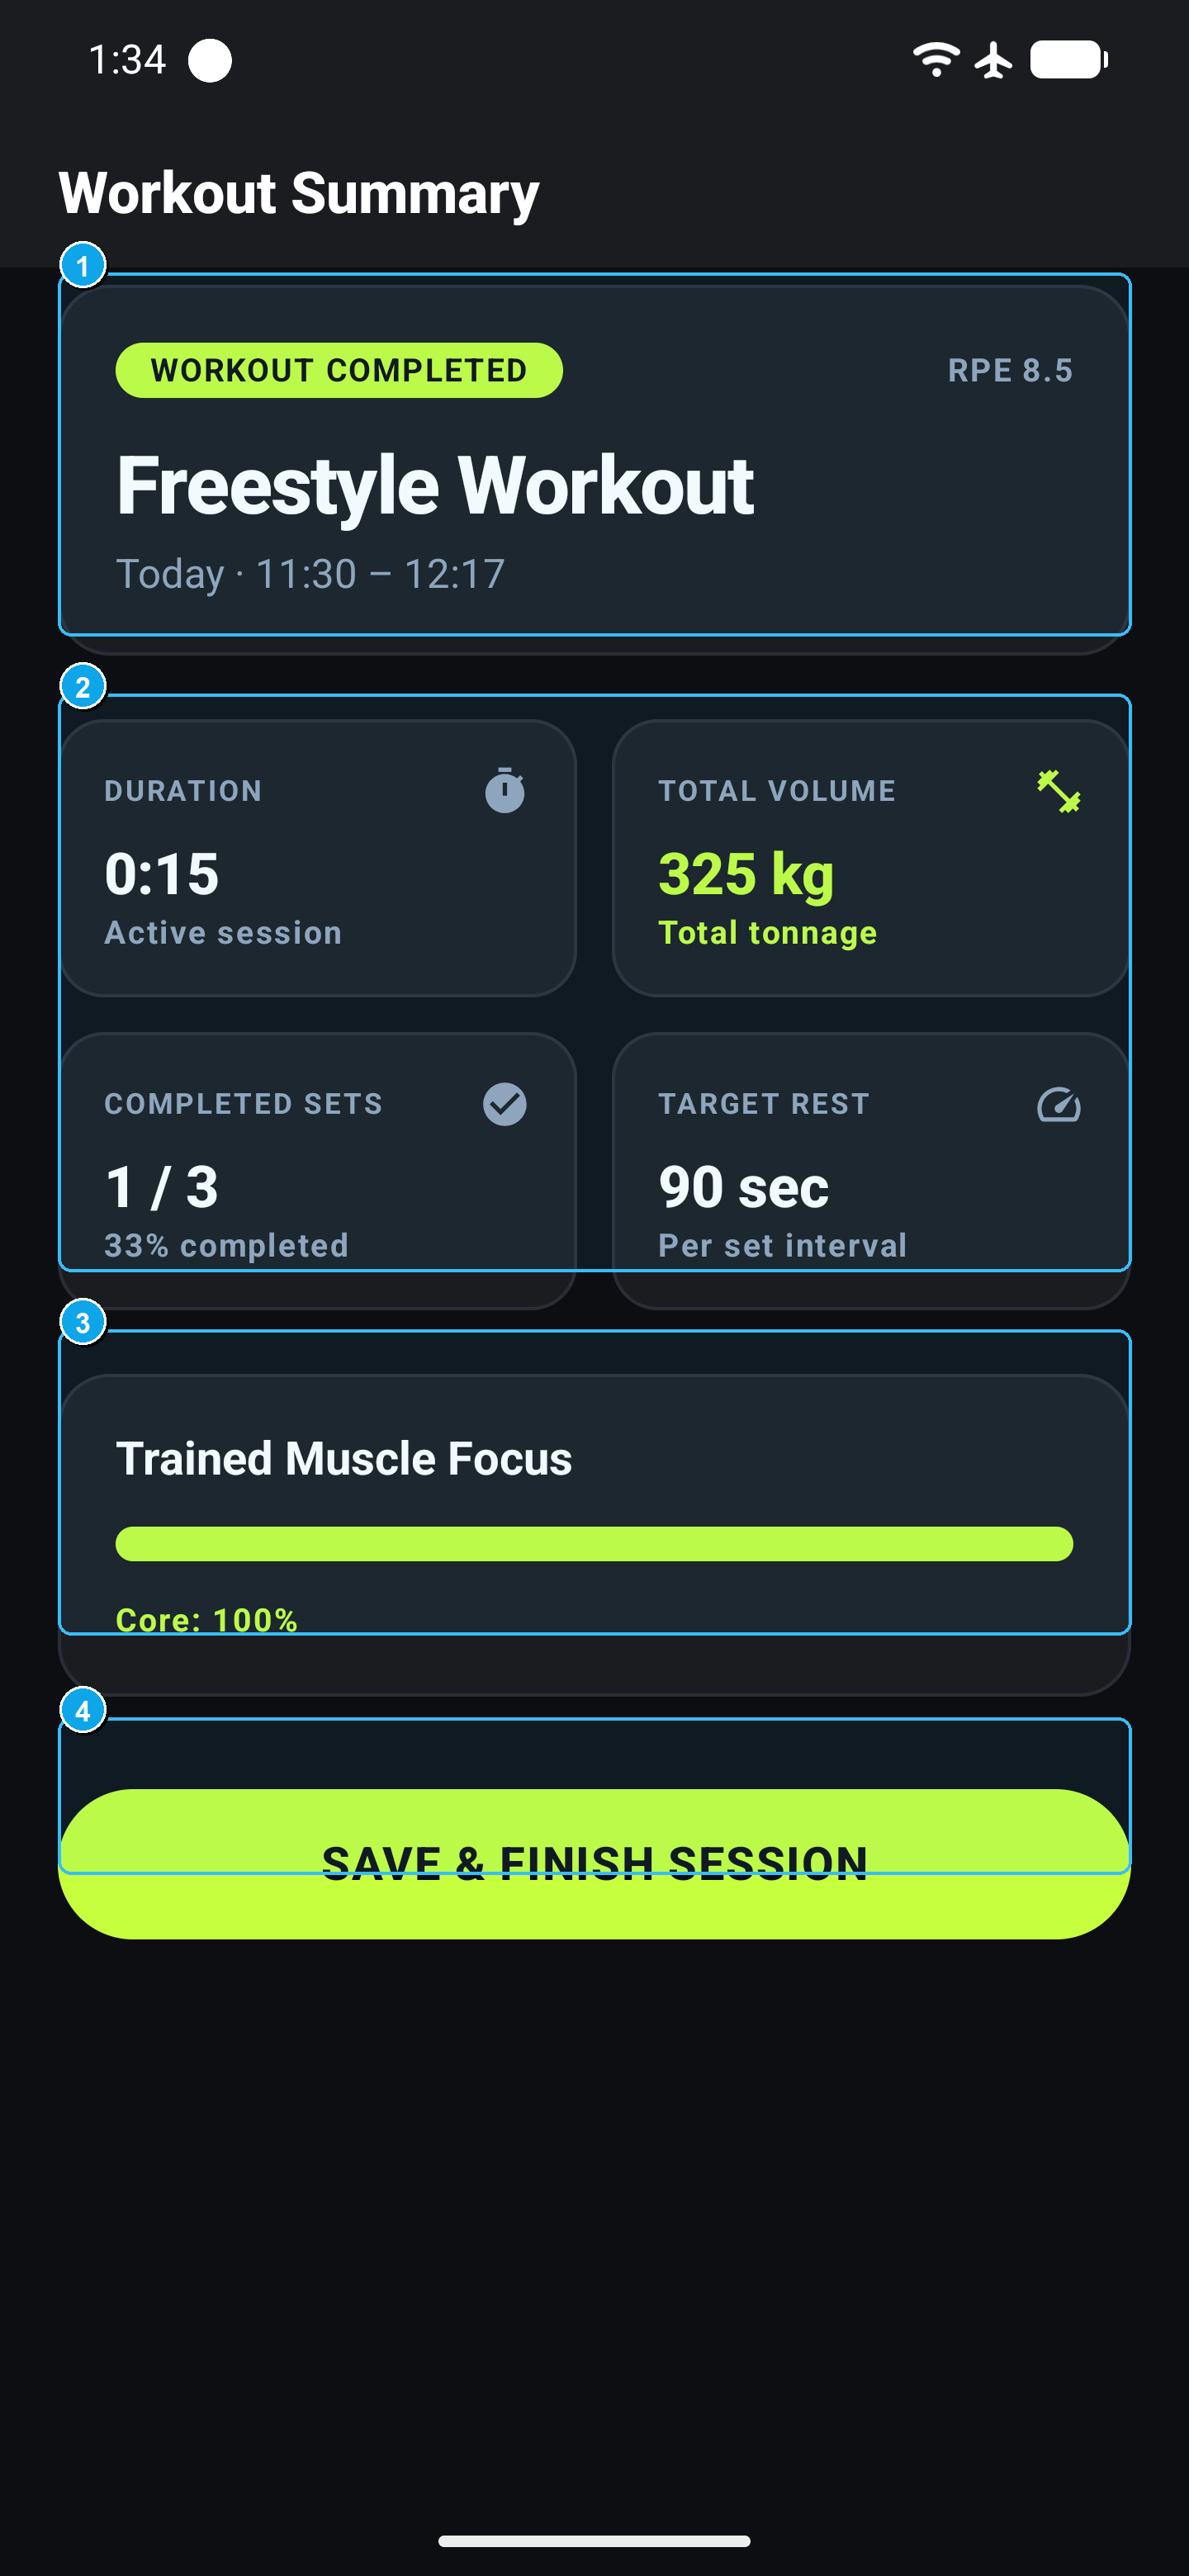 1:34
Workout Summary
1
WORKOUT COMPLETED
RPE 8.5
Freestyle Workout
Today · 11:30 – 12:17
2
DURATION
0:15
Active session
TOTAL VOLUME
325 kg
Total tonnage
COMPLETED SETS
1 / 3
33% completed
TARGET REST
90 sec
Per set interval
3
Trained Muscle Focus
Core: 100%
4
SAVE & FINISH SESSION